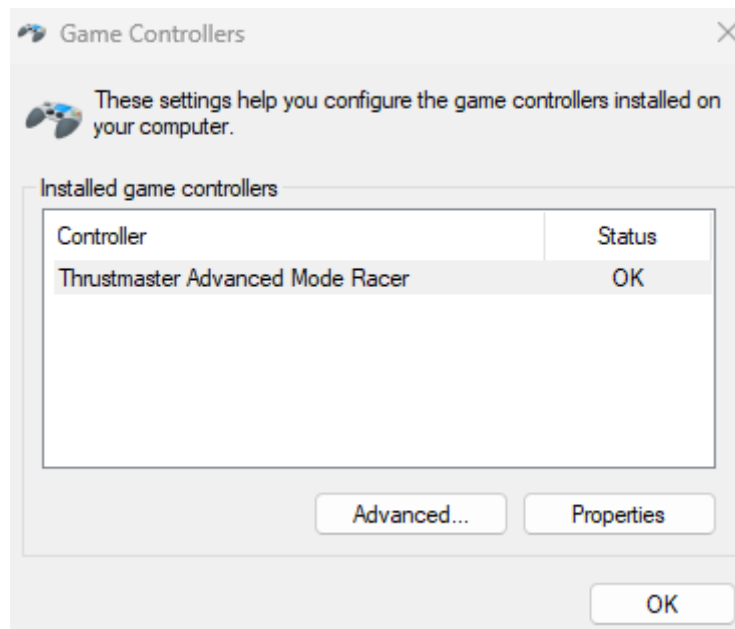 Game Controllers
These settings help you configure the game controllers installed on
your computer.
Installed game controllers
Controller Status
Thrustmaster Advanced Mode Racer OK
Advanced... Properties
OK